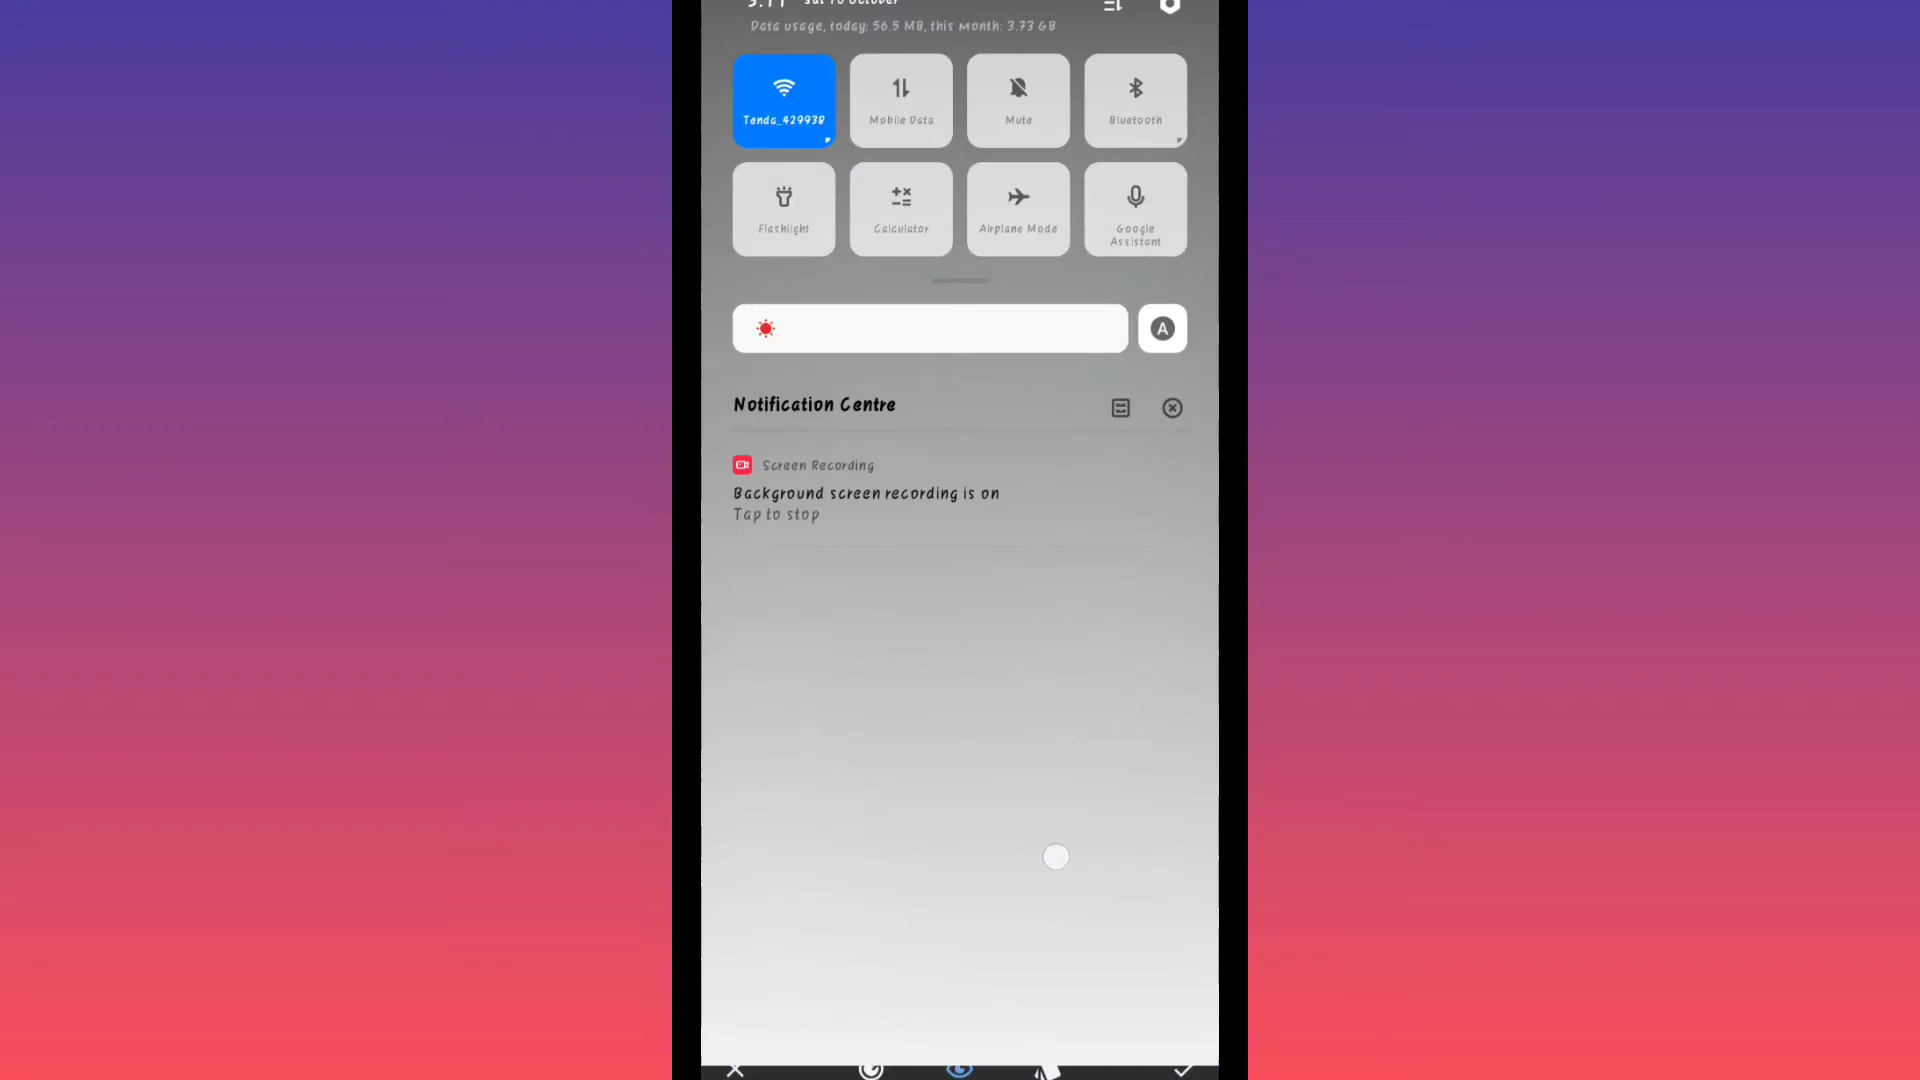 Data usage, today: 56.5 MB, this month: 3.73 GB
Tenda_429938
Mobile Data
Mute
Bluetooth
Flashlight
Calculator
Airplane Mode
Google
Assistant
A
Notification Centre
Screen Recording
Background screen recording is on
Tap to stop